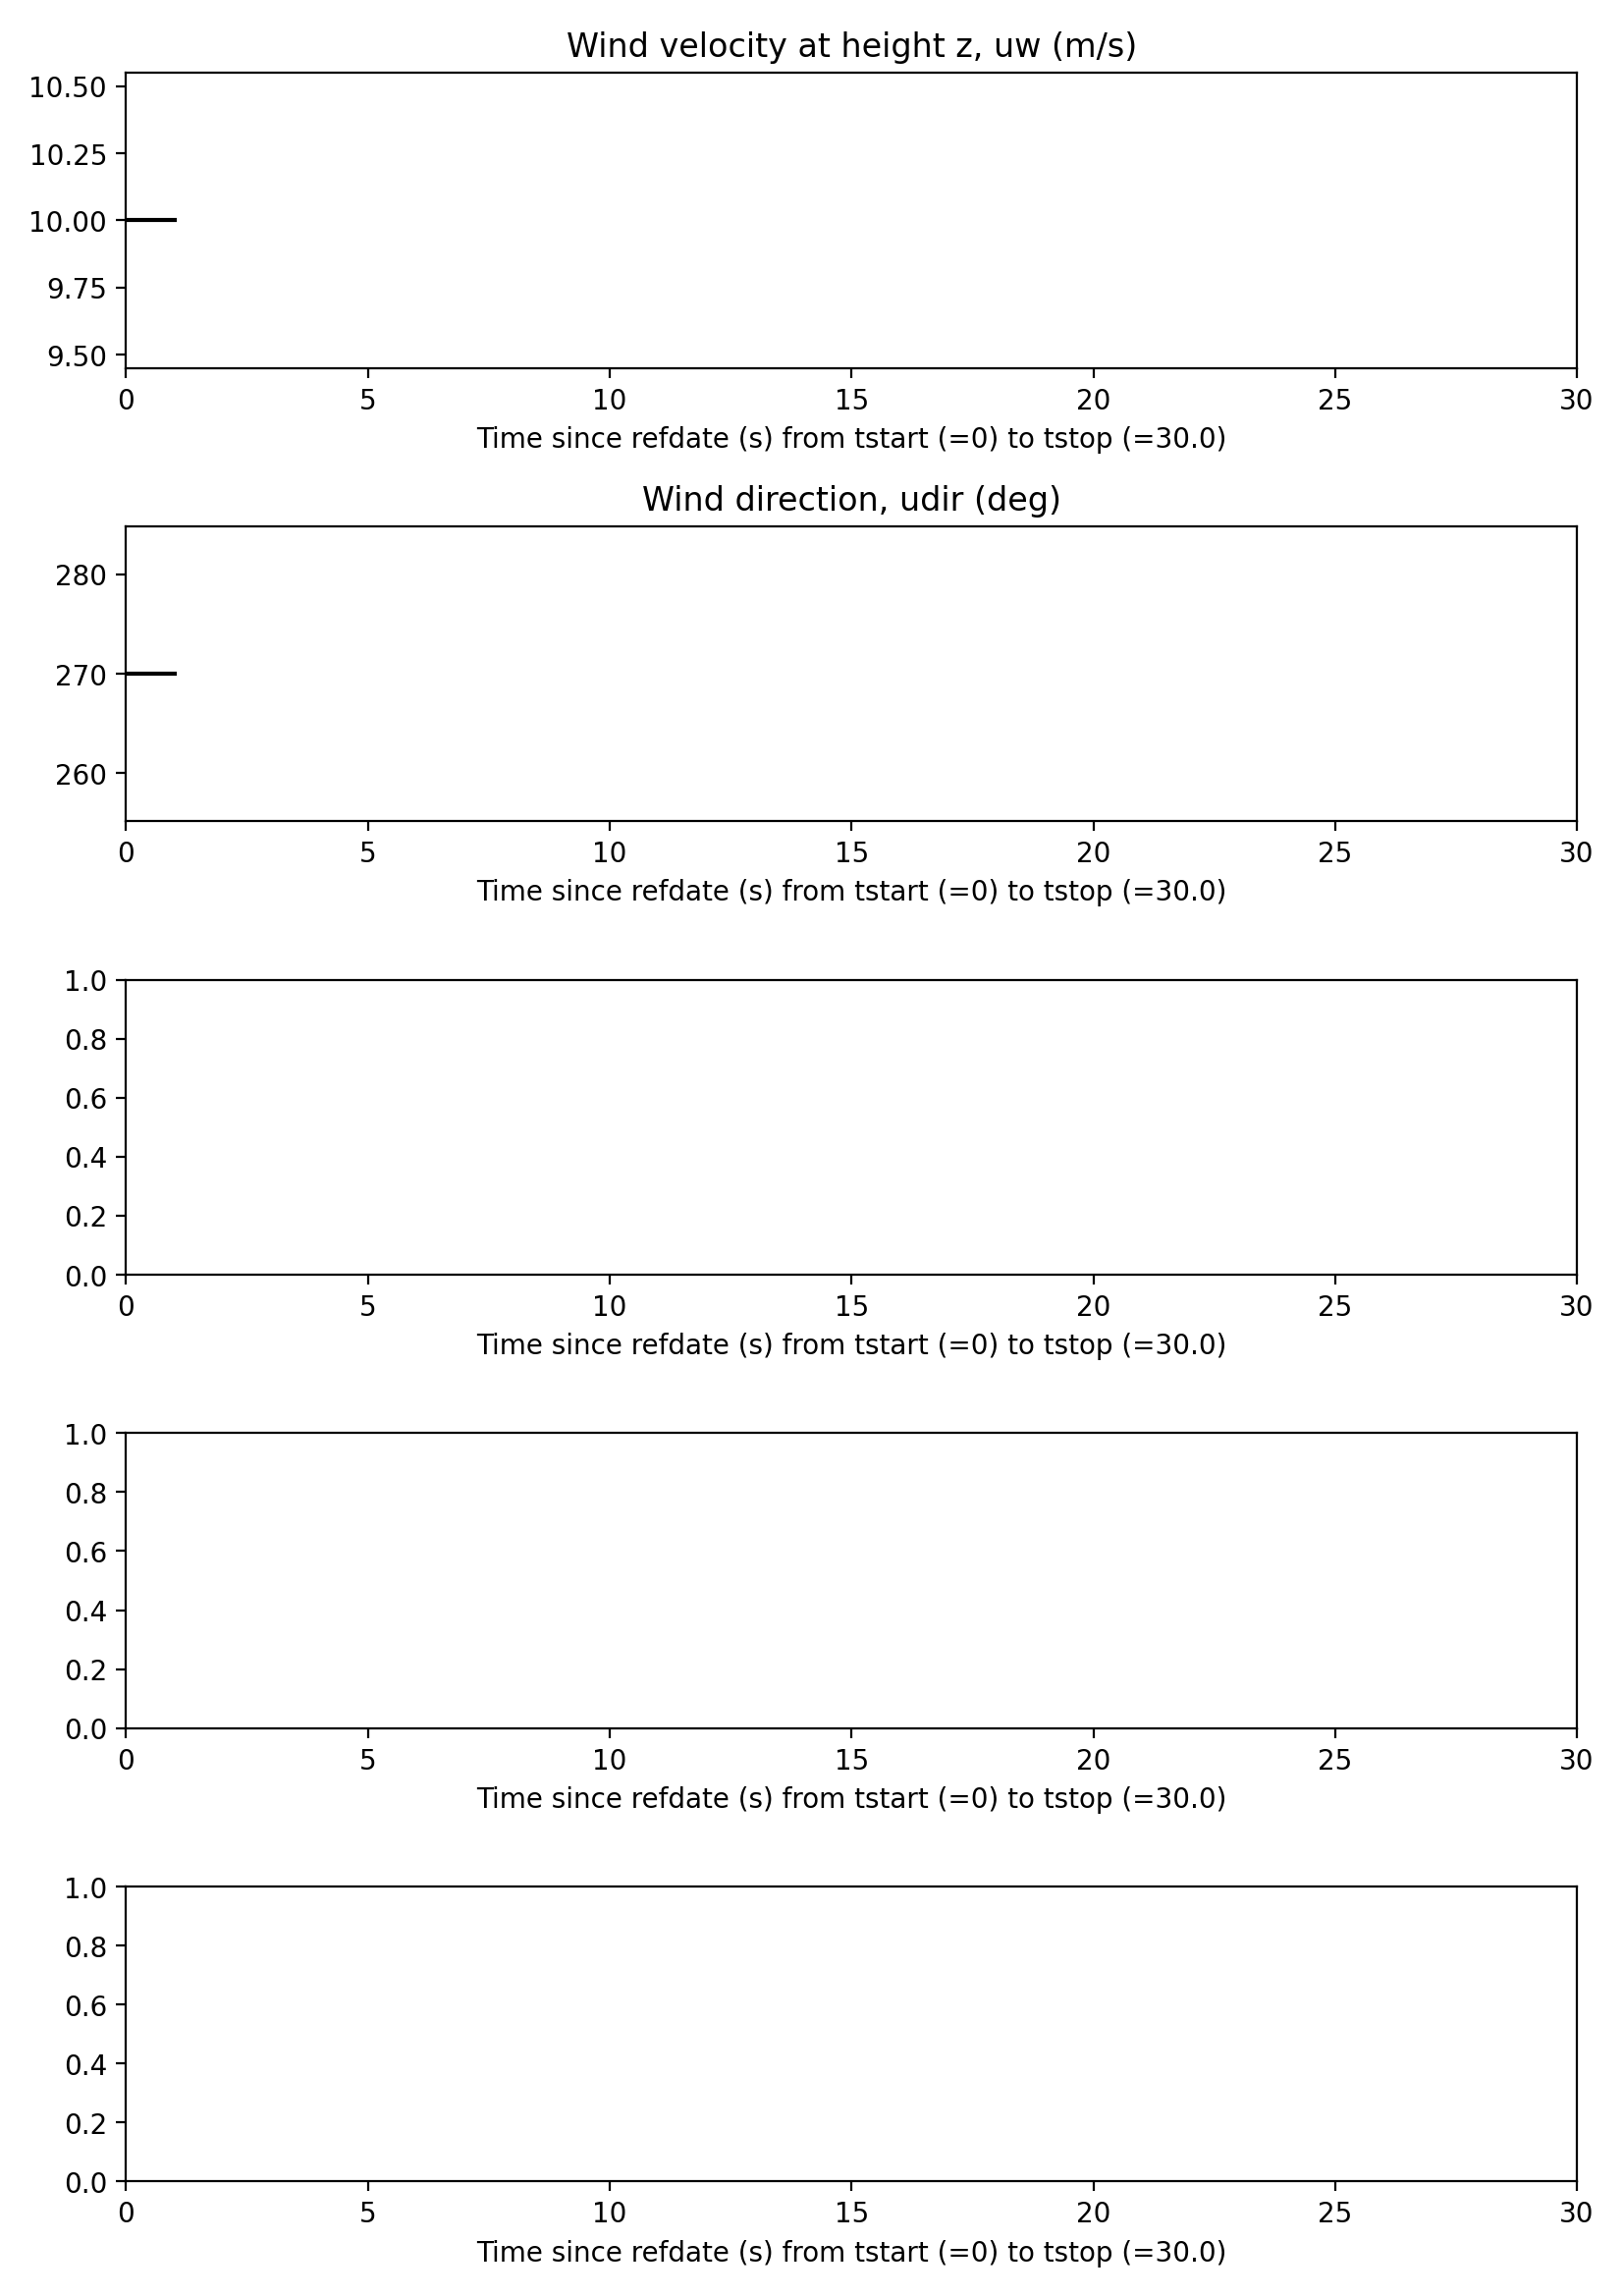 Wind velocity at height z, uw (m/s)
10.50
10.25
10.00
9.75
9.50
0 5 10 15 20 25 30
Time since refdate (s) from tstart (=0) to tstop (=30.0)
Wind direction, udir (deg)
280
270
260
0 5 10 15 20 25 30
Time since refdate (s) from tstart (=0) to tstop (=30.0)
1.0
0.8
0.6
0.4
0.2
0.0
0 5 10 15 20 25 30
Time since refdate (s) from tstart (=0) to tstop (=30.0)
1.0
0.8
0.6
0.4
0.2
0.0
0 5 10 15 20 25 30
Time since refdate (s) from tstart (=0) to tstop (=30.0)
1.0
0.8
0.6
0.4
0.2
0.0
0 5 10 15 20 25 30
Time since refdate (s) from tstart (=0) to tstop (=30.0)